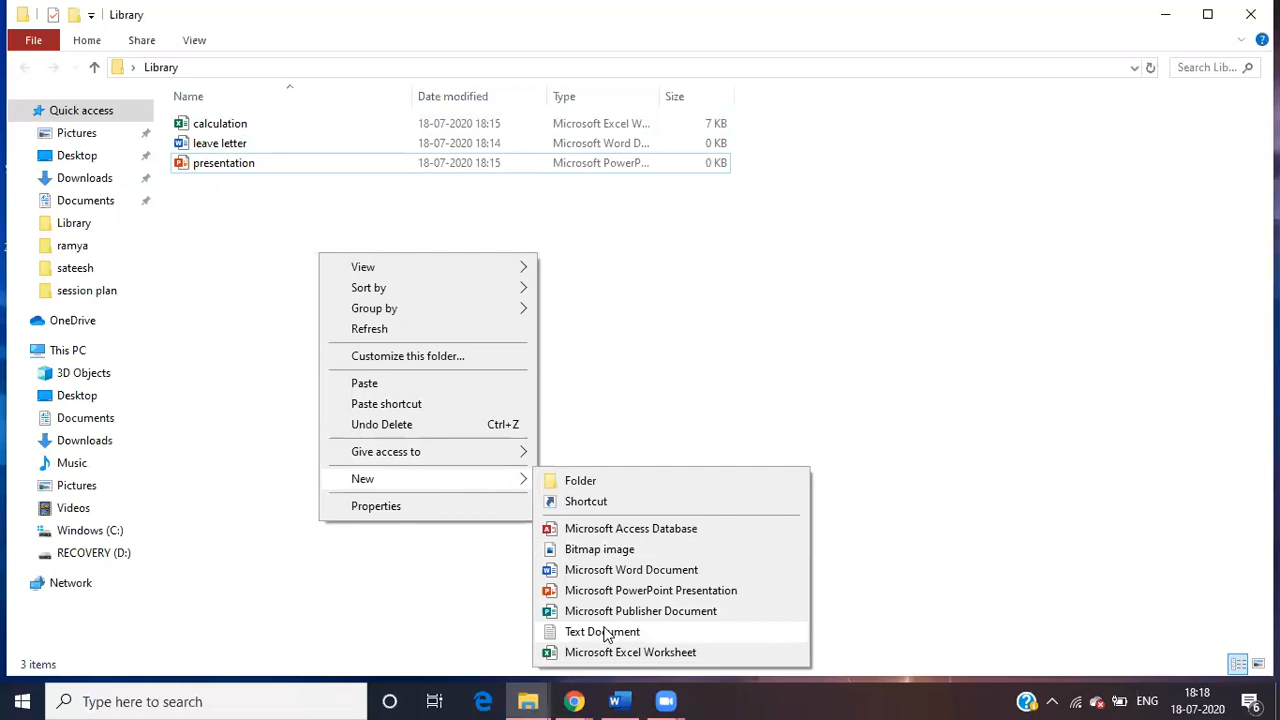 Library
File Home Share View
Library Search Lib...
Name Date modified Type Size
Quick access
Pictures
Desktop
Downloads
Documents
Library
ramya
sateesh
session plan
OneDrive
This PC
3D Objects
Desktop
Documents
Downloads
Music
Pictures
Videos
Windows (C:)
RECOVERY (D:)
Network
calculation 18-07-2020 18:15 Microsoft Excel W... 7 KB
leave letter 18-07-2020 18:14 Microsoft Word D... 0 KB
presentation 18-07-2020 18:15 Microsoft PowerP... 0 KB
View
Sort by
Group by
Refresh
Customize this folder...
Paste
Paste shortcut
Undo Delete Ctrl+Z
Give access to
New
Properties
Folder
Shortcut
Microsoft Access Database
Bitmap image
Microsoft Word Document
Microsoft PowerPoint Presentation
Microsoft Publisher Document
Text Document
Microsoft Excel Worksheet
3 items
Type here to search
ENG
18:18
18-07-2020
6